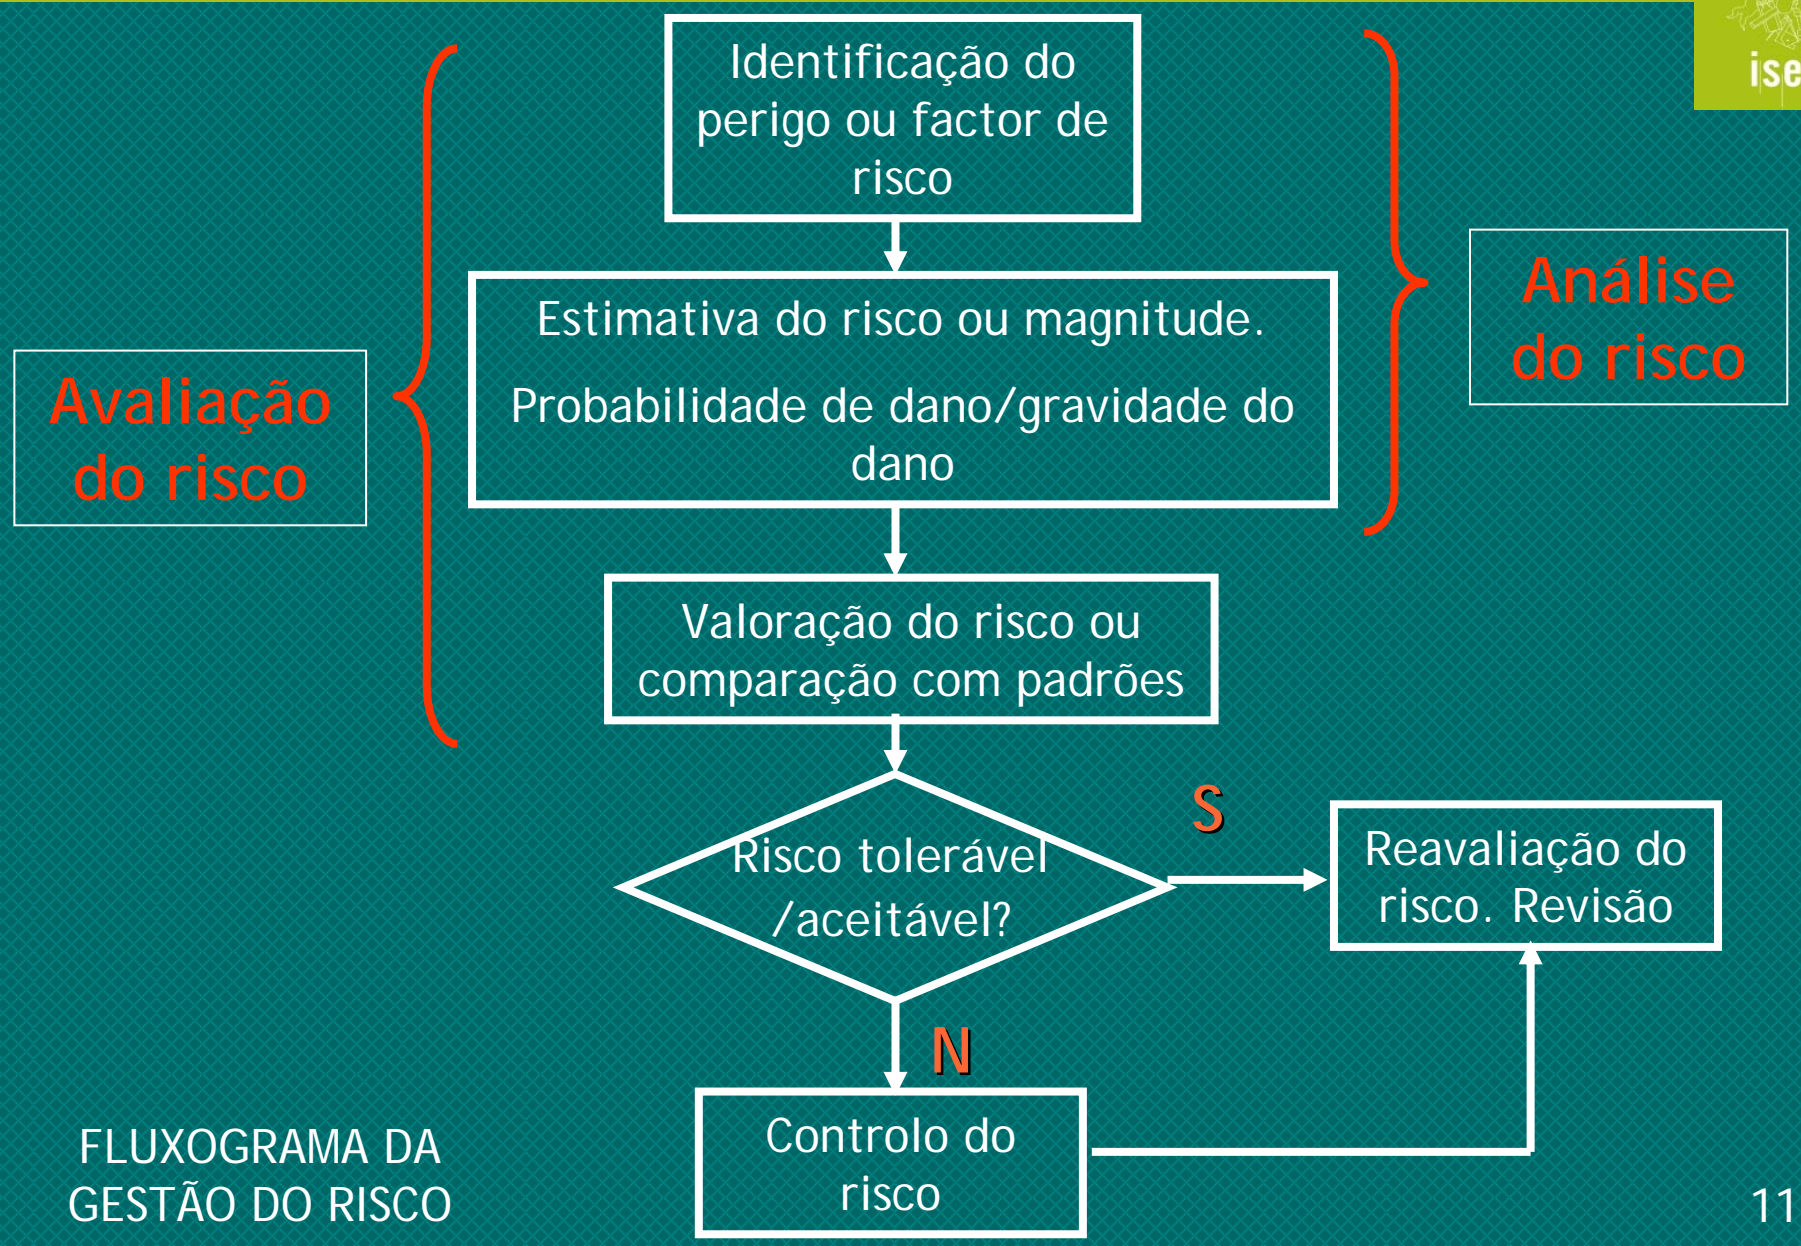 Identificação do
perigo ou factor de
risco
ise
Análise
do risco
Estimativa do risco ou magnitude.
Probabilidade de dano/gravidade do
dano
Avaliação
do risco
Valoração do risco ou
comparação com padrões
S
Risco tolerável
/aceitável?
Reavaliação do
risco. Revisão
N
Controlo do
risco
FLUXOGRAMA DA
GESTÃO DO RISCO
11